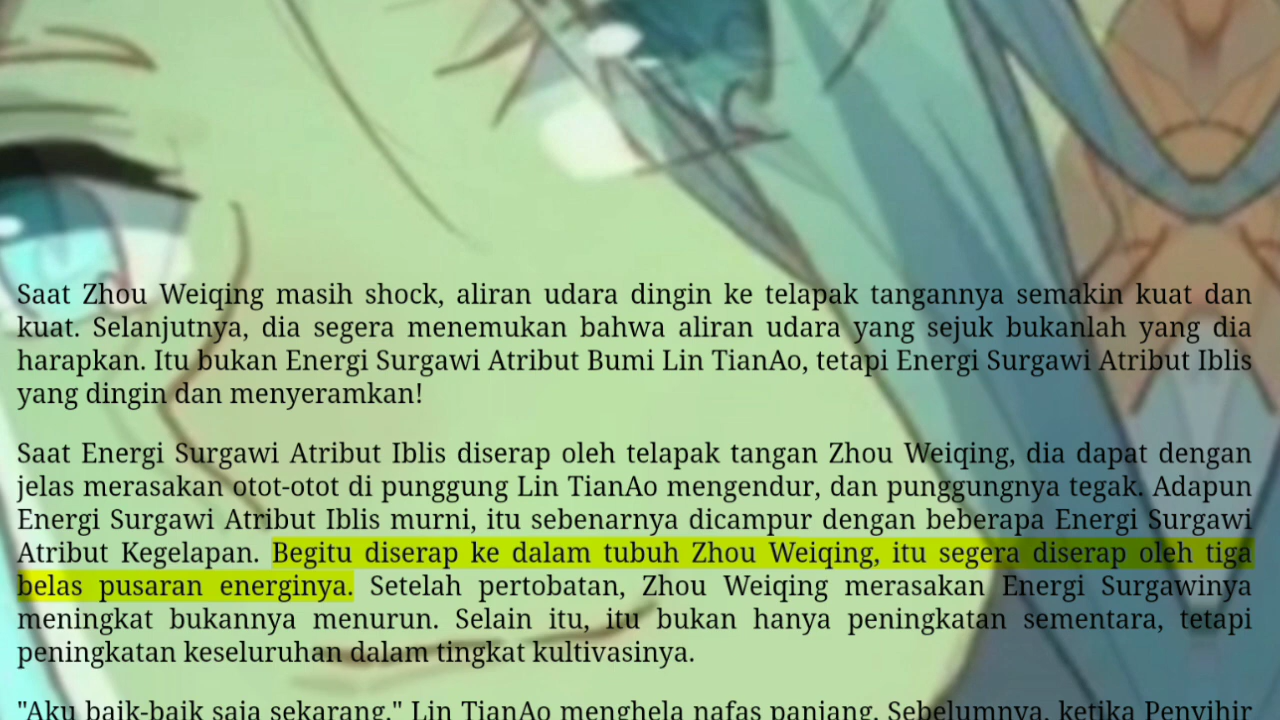 Saat Zhou Weiqing masih shock, aliran udara dingin ke telapak tangannya semakin kuat dan
kuat. Selanjutnya, dia segera menemukan bahwa aliran udara yang sejuk bukanlah yang dia
harapkan. Itu bukan Energi Surgawi Atribut Bumi Lin TianAo, tetapi Energi Surgawi Atribut Iblis
yang dingin dan menyeramkan!
Saat Energi Surgawi Atribut Iblis diserap oleh telapak tangan Zhou Weiqing, dia dapat dengan
jelas merasakan otot-otot di punggung Lin TianAo mengendur, dan punggungnya tegak. Adapun
Energi Surgawi Atribut Iblis murni, itu sebenarnya dicampur dengan beberapa Energi Surgawi
Atribut Kegelapan. Begitu diserap ke dalam tubuh Zhou Weiqing, itu segera diserap oleh tiga
belas pusaran energinya. Setelah pertobatan, Zhou Weiqing merasakan Energi Surgawinya
meningkat bukannya menurun. Selain itu, itu bukan hanya peningkatan sementara, tetapi
peningkatan keseluruhan dalam tingkat kultivasinya.
"Aku baik-baik saja sekarang." Lin TianAo menghela nafas panjang. Sebelumnya, ketika Penyihir